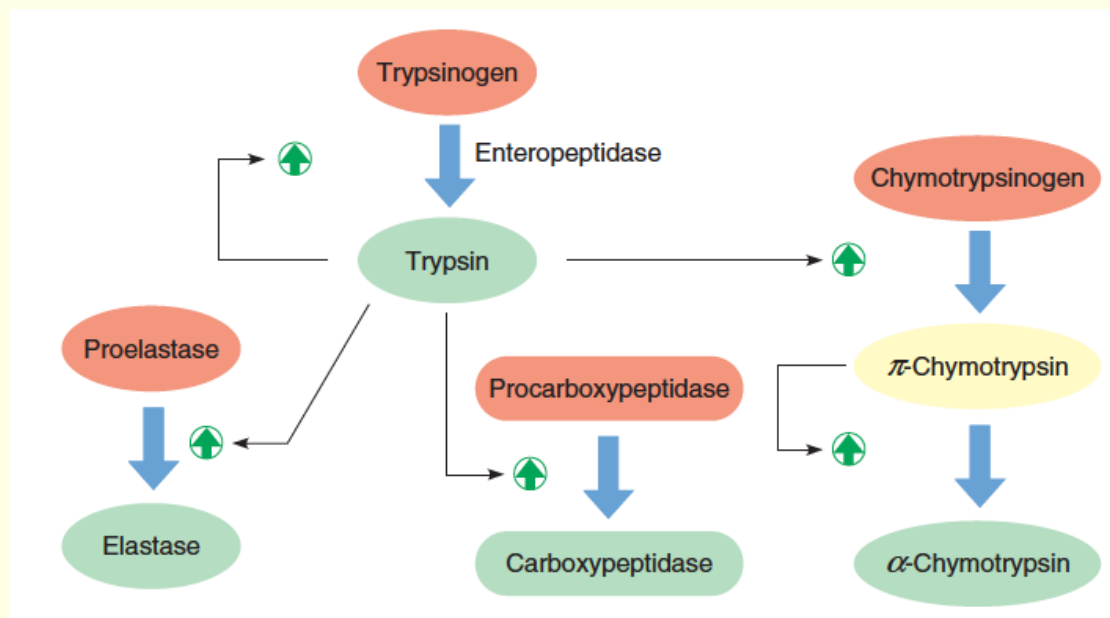 Trypsinogen
Enteropeptidase
Chymotrypsinogen
Trypsin
Proelastase
π-Chymotrypsin
Procarboxypeptidase
Elastase
Carboxypeptidase
α-Chymotrypsin